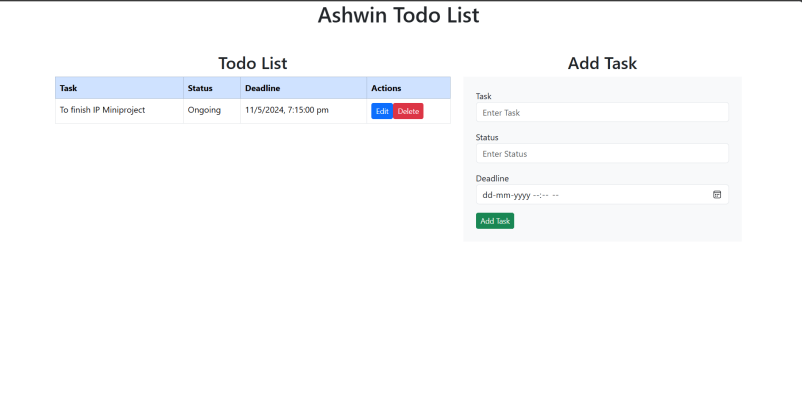 Ashwin Todo List
Todo List
Task Status Deadline Actions
To finish IP Miniproject Ongoing 11/5/2024, 7:15:00 pm Edit Delete
Add Task
Task
Enter Task
Status
Enter Status
Deadline
dd-mm-yyyy --:-- --
Add Task